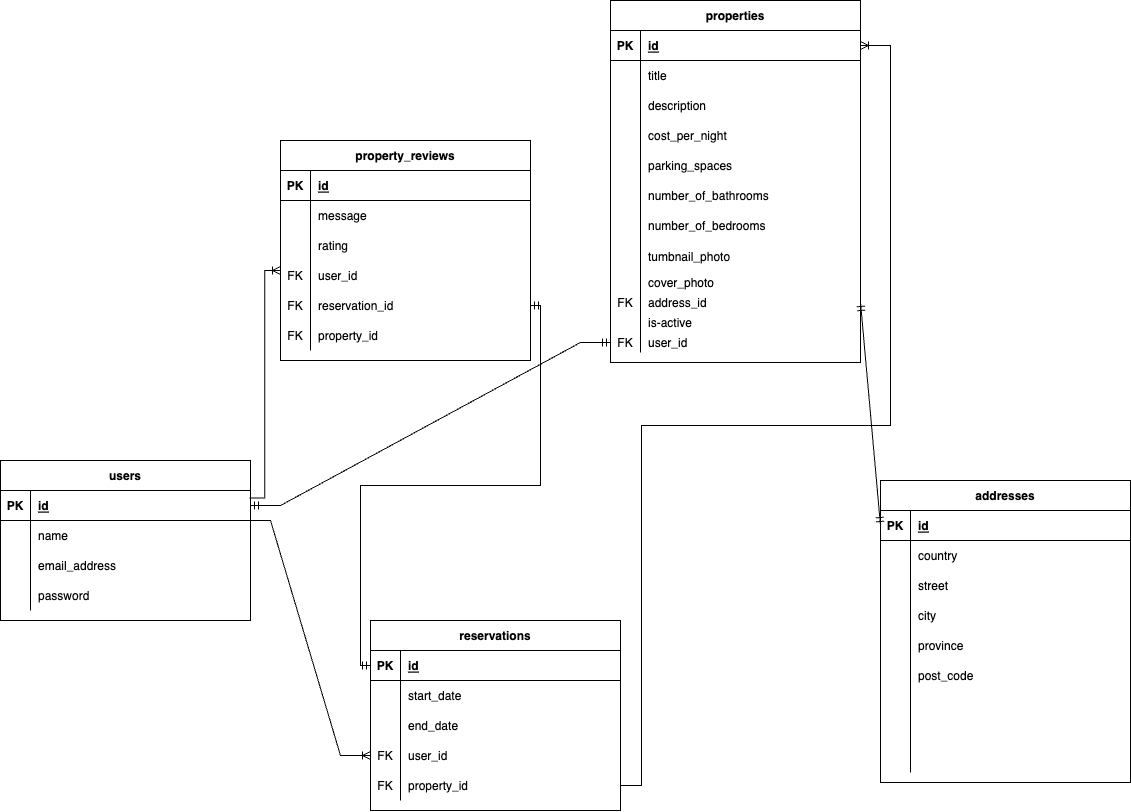 properties
PK id
title
description
cost_per_night
parking_spaces
number_of_bathrooms
number_of_bedrooms
tumbnail_photo
cover_photo
FK address_id
is-active
FK user_id
property_reviews
PK id
message
rating
FK user_id
FK reservation_id
FK property_id
users
PK id
name
email_address
password
addresses
PK id
country
street
city
province
post_code
reservations
PK id
start_date
end_date
FK user_id
FK property_id